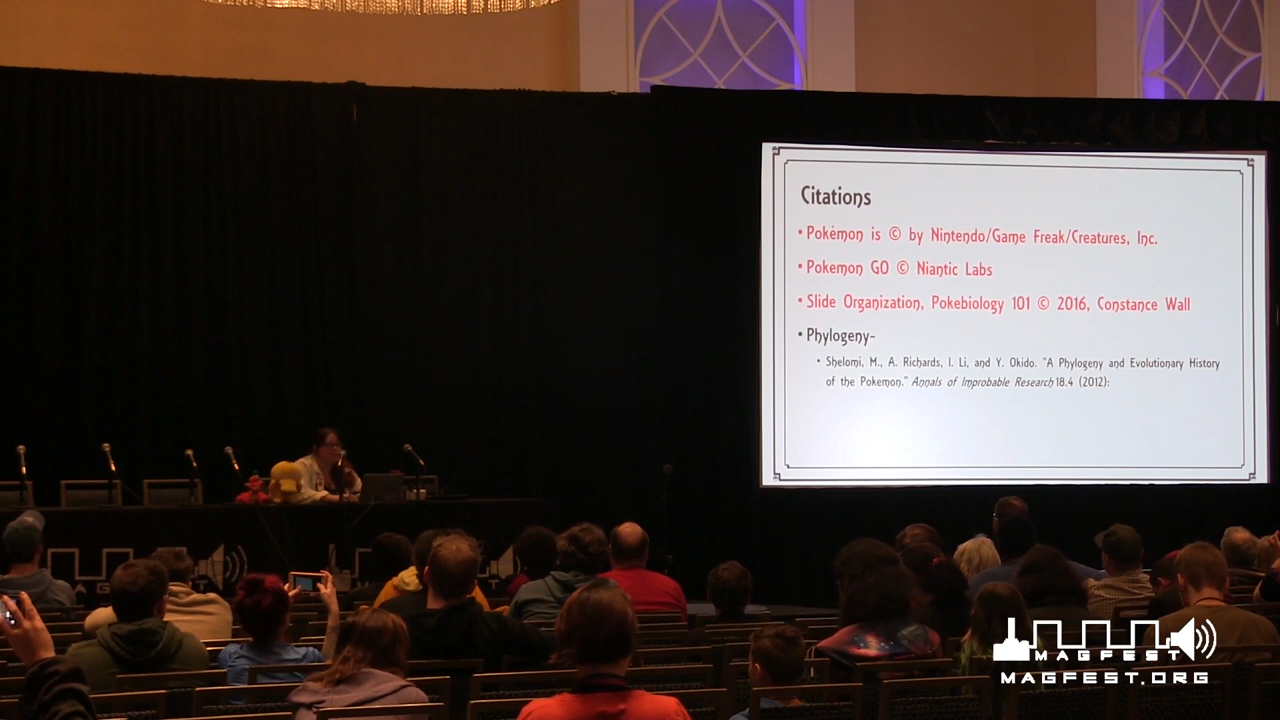 Citations
• Pokémon is © by Nintendo/Game Freak/Creatures, Inc.
• Pokemon GO © Niantic Labs
• Slide Organization, Pokebiology 101 © 2016, Constance Wall
• Phylogeny-
• Shelomi, M., A. Richards, I. Li, and Y. Okido. "A Phylogeny and Evolutionary History
of the Pokemon." Annals of Improbable Research 18.4 (2012):
MAGFEST
MAGFEST.ORG